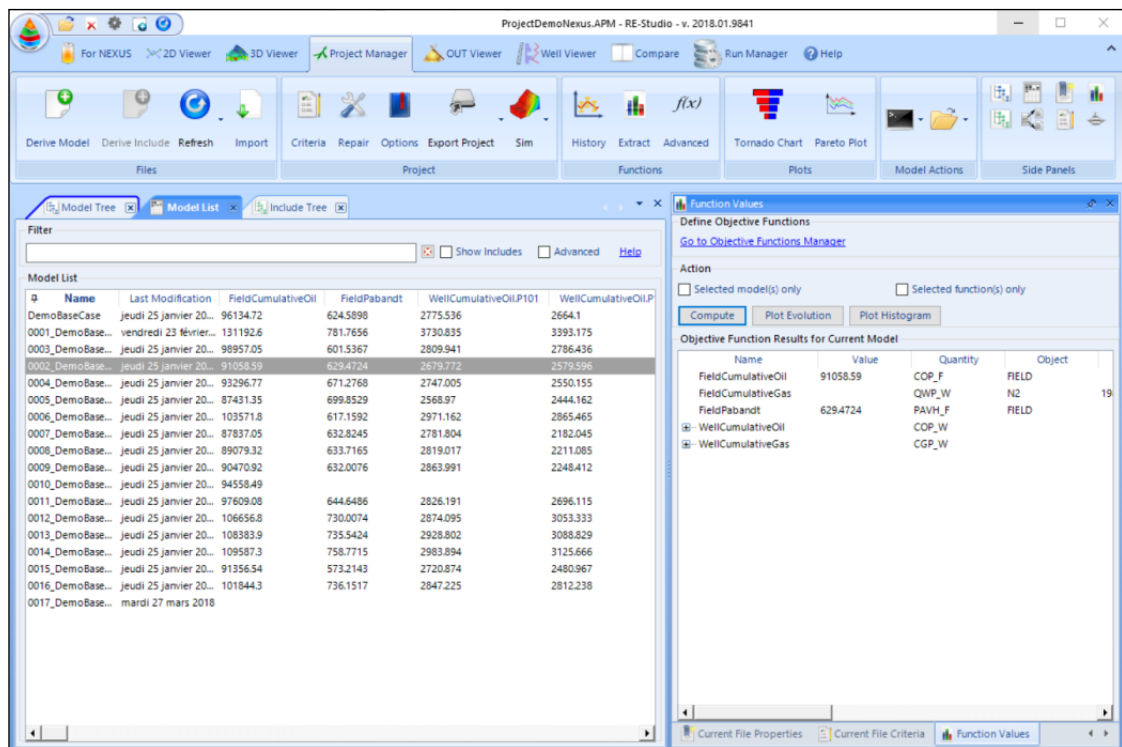 ProjectDemoNexus.APM - RE-Studio - v. 2018.01.9841
For NEXUS 2D Viewer 3D Viewer Project Manager OUT Viewer Well Viewer Compare Run Manager Help
Derive Model Derive Include Refresh Import Criteria Repair Options Export Project Sim History Extract f(x) Advanced Tornado Chart Pareto Plot
Files Project Functions Plots Model Actions Side Panels
Model Tree Model List Include Tree
Filter
Show Includes Advanced Help
Model List
Name Last Modification FieldCumulativeOil FieldPabandt WellCumulativeOil.P101 WellCumulativeOil.P
DemoBaseCase jeudi 25 janvier 20... 96134.72 624.5898 2775.536 2664.1
0001_DemoBase... vendredi 23 février... 131192.6 781.7656 3730.835 3393.175
0003_DemoBase... jeudi 25 janvier 20... 98957.05 601.5367 2809.941 2786.436
0002_DemoBase... jeudi 25 janvier 20... 91058.59 629.4724 2679.772 2579.596
0004_DemoBase... jeudi 25 janvier 20... 93296.77 671.2768 2747.005 2550.155
0005_DemoBase... jeudi 25 janvier 20... 87431.35 699.8529 2568.97 2444.162
0006_DemoBase... jeudi 25 janvier 20... 103571.8 617.1592 2971.162 2865.465
0007_DemoBase... jeudi 25 janvier 20... 87837.05 632.8245 2781.804 2182.045
0008_DemoBase... jeudi 25 janvier 20... 89079.32 633.7165 2819.017 2211.085
0009_DemoBase... jeudi 25 janvier 20... 90470.92 632.0076 2863.991 2248.412
0010_DemoBase... jeudi 25 janvier 20... 94558.49
0011_DemoBase... jeudi 25 janvier 20... 97609.08 644.6486 2826.191 2696.115
0012_DemoBase... jeudi 25 janvier 20... 106656.8 730.0074 2874.095 3053.333
0013_DemoBase... jeudi 25 janvier 20... 108383.9 735.5424 2928.802 3088.829
0014_DemoBase... jeudi 25 janvier 20... 109587.3 758.7715 2983.894 3125.666
0015_DemoBase... jeudi 25 janvier 20... 91356.54 573.2143 2720.874 2480.967
0016_DemoBase... jeudi 25 janvier 20... 101844.3 736.1517 2847.225 2812.238
0017_DemoBase... mardi 27 mars 2018
Function Values
Define Objective Functions
Go to Objective Functions Manager
Action
Selected model(s) only Selected function(s) only
Compute Plot Evolution Plot Histogram
Objective Function Results for Current Model
Name Value Quantity Object
FieldCumulativeOil 91058.59 COP_F FIELD
FieldCumulativeGas QWP_W N2 19
FieldPabandt 629.4724 PAVH_F FIELD
WellCumulativeOil COP_W
WellCumulativeGas CGP_W
Current File Properties Current File Criteria Function Values